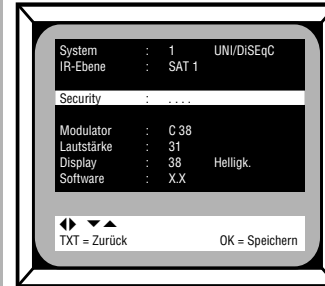 System : 1 UNI/DiSEqC
IR-Ebene : SAT 1
Security : . . . .
Modulator : C 38
Lautstärke : 31
Display : 38 Helligk.
Software : X.X
TXT = Zurück OK = Speichern